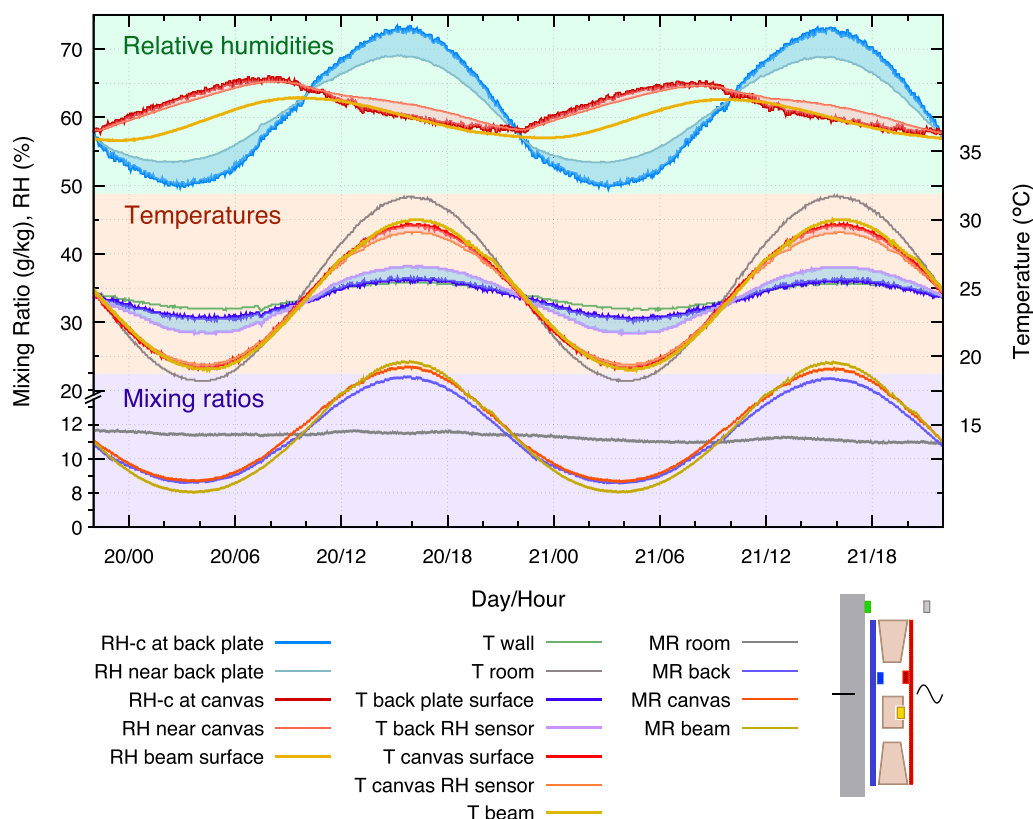 Relative humidities
Temperatures
Mixing ratios
Mixing Ratio (g/kg), RH (%)
70
60
50
40
30
20
12
10
8
0
35
30
25
20
15
Temperature (ºC)
20/00 20/06 20/12 20/18 21/00 21/06 21/12 21/18
Day/Hour
RH-c at back plate
RH near back plate
RH-c at canvas
RH near canvas
RH beam surface
T wall
T room
T back plate surface
T back RH sensor
T canvas surface
T canvas RH sensor
T beam
MR room
MR back
MR canvas
MR beam